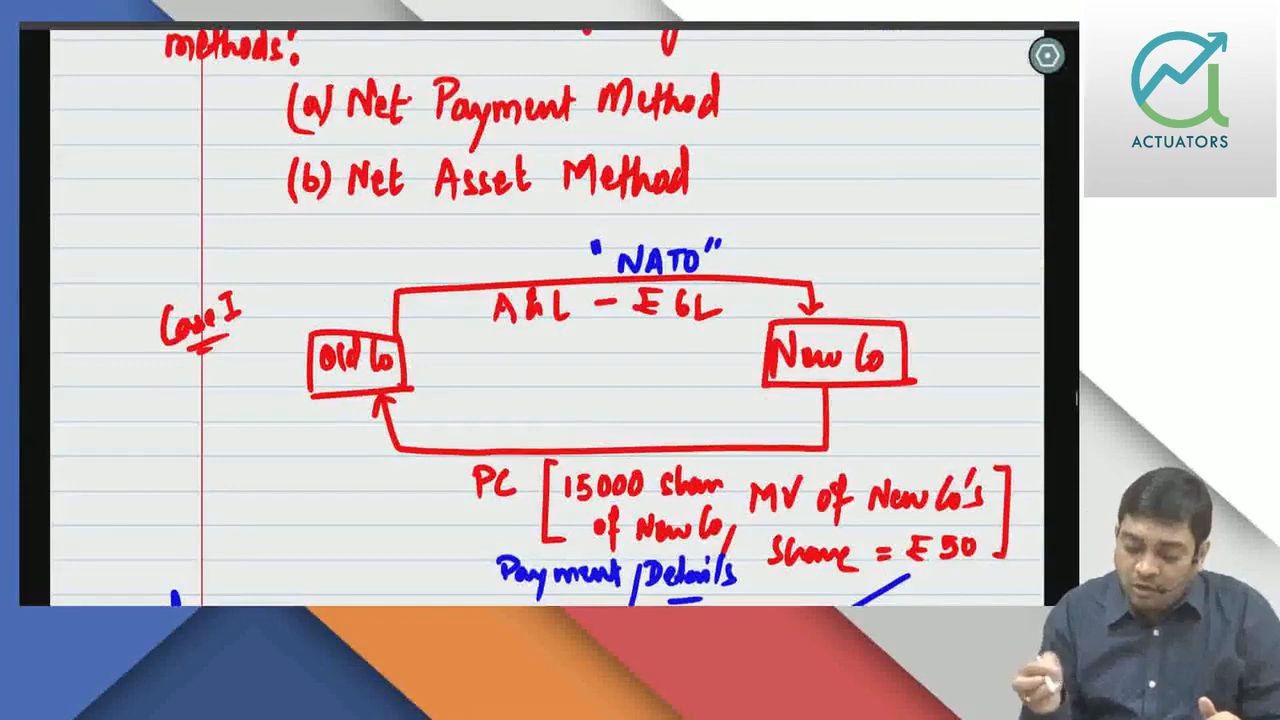 methods:
(a) Net Payment Method
(b) Net Asset Method
"NATO"
A & L - £ 6 L
Case I
Old Co
New Co
PC [15000 share of New Co, MV of New Co's share = £ 50]
Payment / Details
ACTUATORS